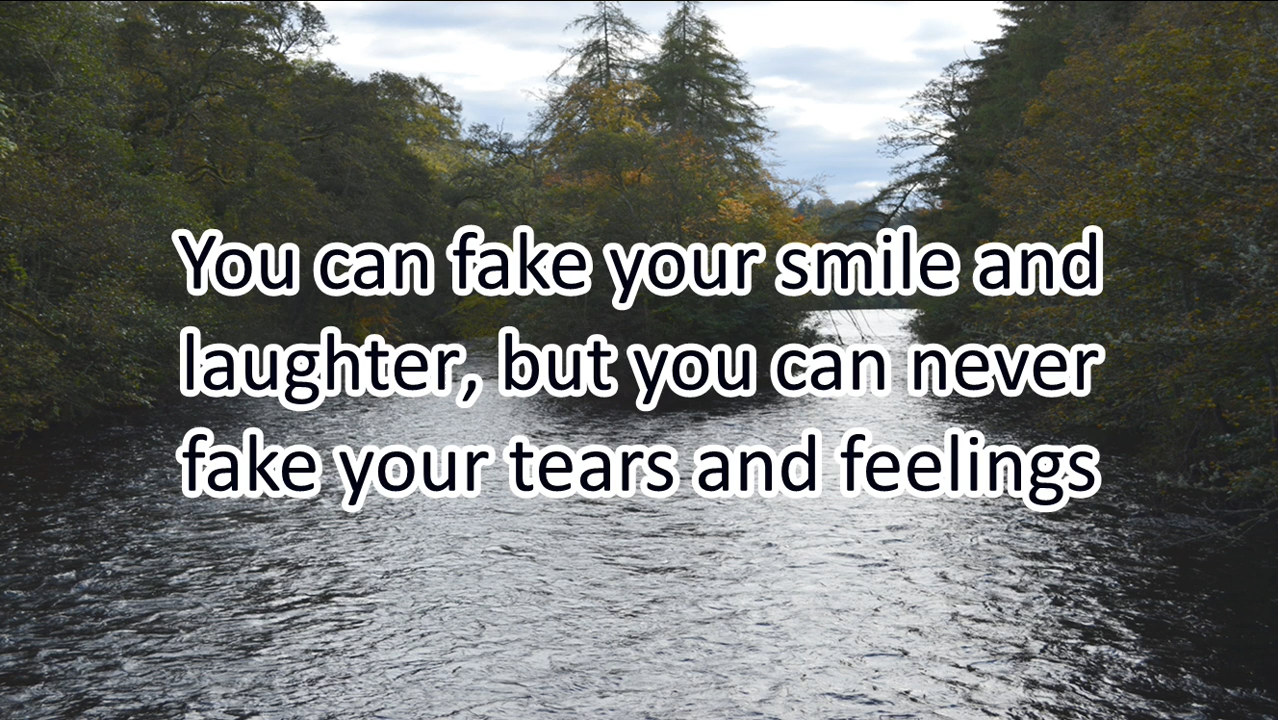 You can fake your smile and
laughter, but you can never
fake your tears and feelings